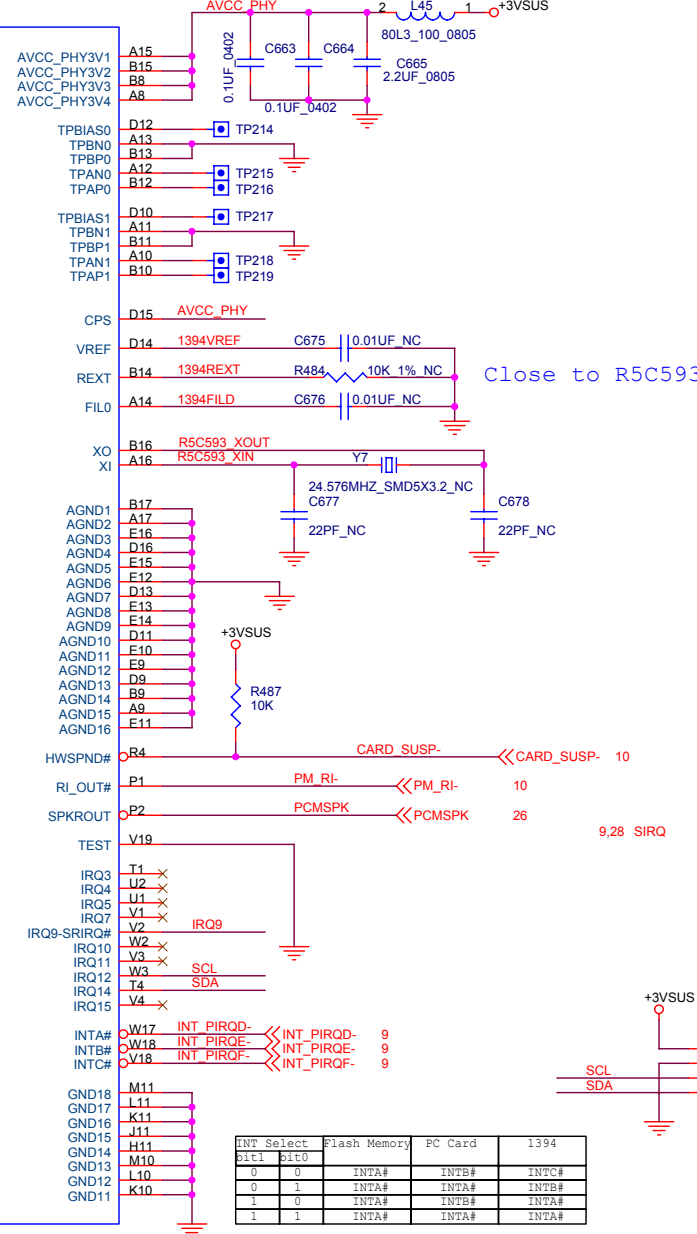 AVCC_PHY 2 L45 1 +3VSUS
80L3_100_0805
AVCC_PHY3V1 A15
AVCC_PHY3V2 B15
AVCC_PHY3V3 B8
AVCC_PHY3V4 A8
0.1UF_0402 C663 C664 C665
2.2UF_0805
0.1UF_0402
TPBIAS0 D12 TP214
TPBN0 A13
TPBP0 B13
TPAN0 A12 TP215
TPAP0 B12 TP216
TPBIAS1 D10 TP217
TPBN1 A11
TPBP1 B11
TPAN1 A10 TP218
TPAP1 B10 TP219
CPS D15 AVCC_PHY
VREF D14 1394VREF C675 0.01UF_NC
REXT B14 1394REXT R484 10K_1%_NC Close to R5C593
FIL0 A14 1394FILD C676 0.01UF_NC
XO B16 R5C593_XOUT
XI A16 R5C593_XIN Y7
24.576MHZ_SMD5X3.2_NC
C677 C678
22PF_NC 22PF_NC
AGND1 B17
AGND2 A17
AGND3 E16
AGND4 D16
AGND5 E15
AGND6 E12
AGND7 D13
AGND8 E13
AGND9 E14
AGND10 D11
AGND11 E10
AGND12 E9
AGND13 D9
AGND14 B9
AGND15 A9
AGND16 E11
+3VSUS
R487
10K
HWSPND# R4 CARD_SUSP- CARD_SUSP- 10
RI_OUT# P1 PM_RI- PM_RI- 10
SPKROUT P2 PCMSPK PCMSPK 26
9,28 SIRQ
TEST V19
IRQ3 T1
IRQ4 U2
IRQ5 U1
IRQ7 V1
IRQ9-SRIRQ# V2 IRQ9
IRQ10 W2
IRQ11 V3
IRQ12 W3 SCL
IRQ14 T4 SDA
IRQ15 V4
INTA# W17 INT_PIRQD- INT_PIRQD- 9
INTB# W18 INT_PIRQE- INT_PIRQE- 9
INTC# V18 INT_PIRQF- INT_PIRQF- 9
+3VSUS
SCL
SDA
GND18 M11
GND17 L11
GND16 K11
GND15 J11
GND14 H11
GND13 M10
GND12 L10
GND11 K10
INT Select Flash Memory PC Card 1394
bit1 bit0
0 0 INTA# INTB# INTC#
0 1 INTA# INTA# INTB#
1 0 INTA# INTB# INTA#
1 1 INTA# INTA# INTA#